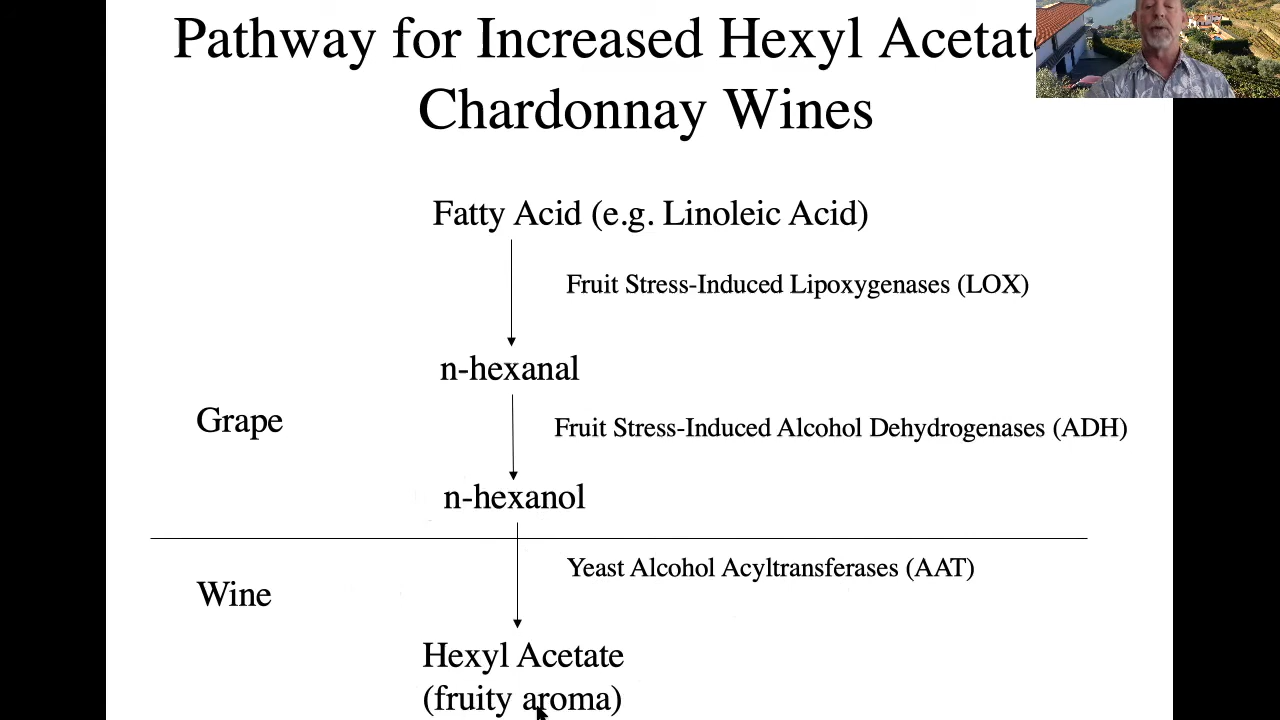 Pathway for Increased Hexyl Acetat
Chardonnay Wines
Fatty Acid (e.g. Linoleic Acid)
Fruit Stress-Induced Lipoxygenases (LOX)
n-hexanal
Grape
Fruit Stress-Induced Alcohol Dehydrogenases (ADH)
n-hexanol
Yeast Alcohol Acyltransferases (AAT)
Wine
Hexyl Acetate
(fruity aroma)